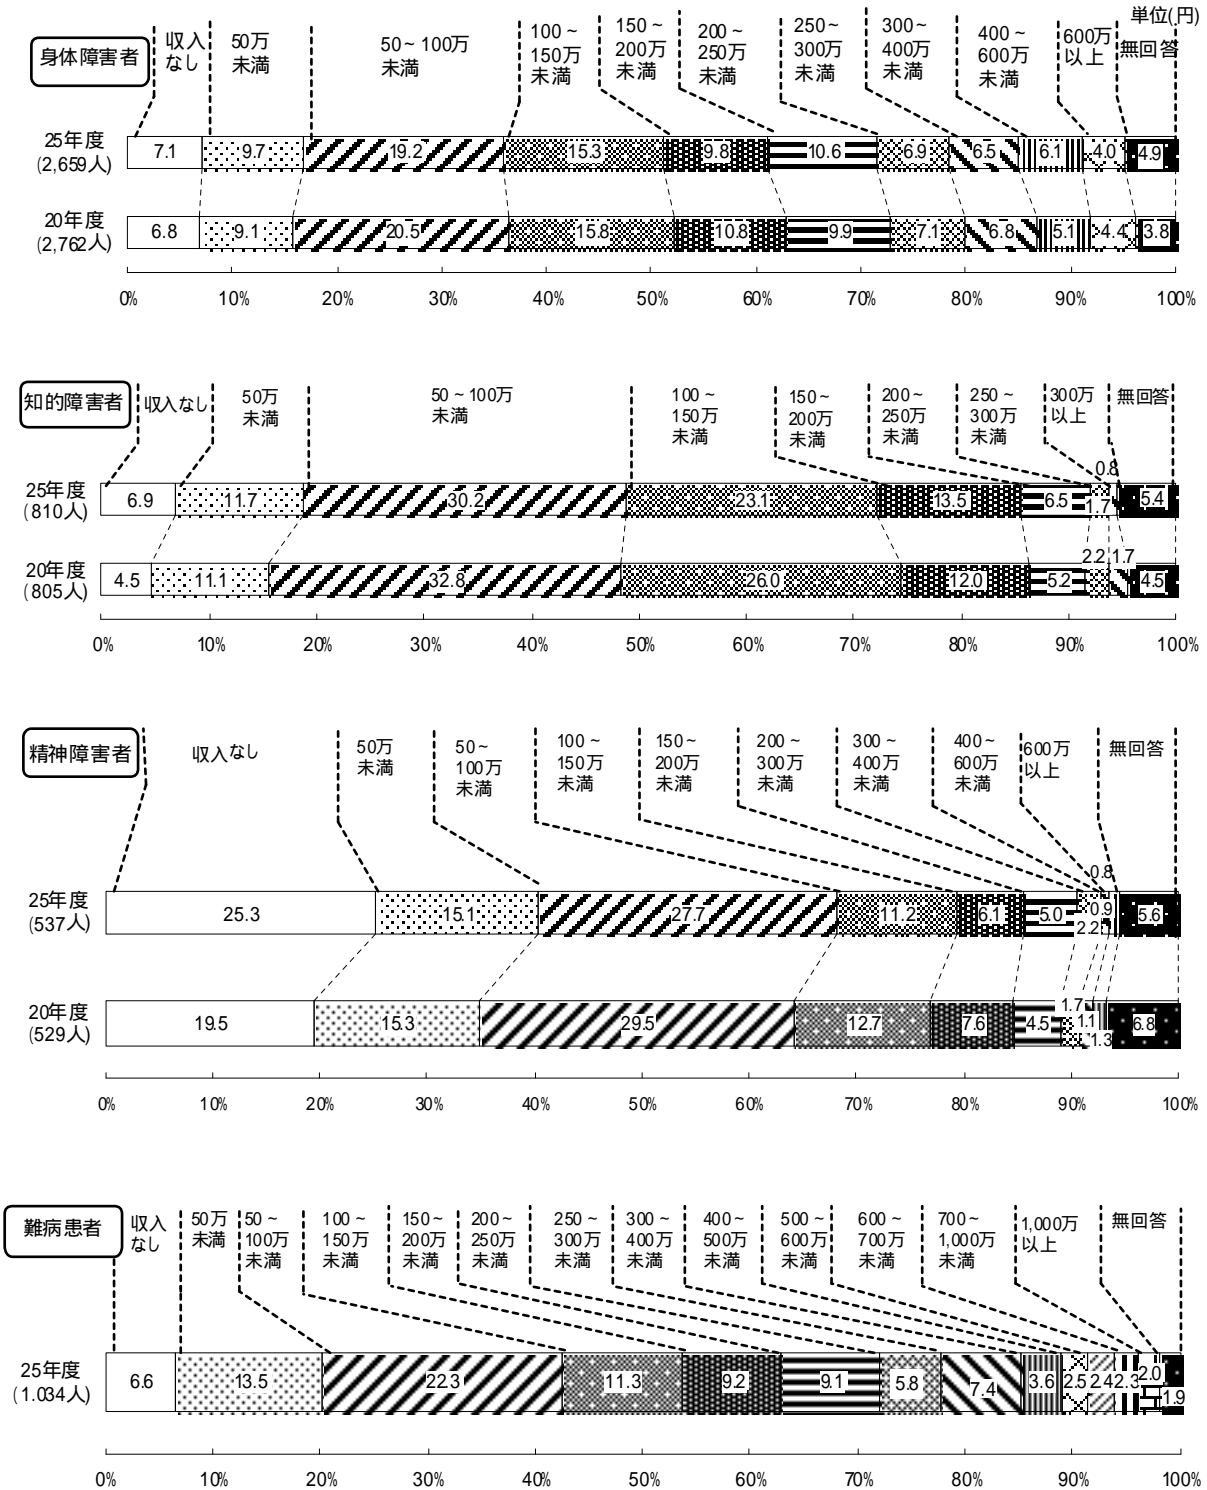 単位(円)
身体障害者
収入
なし
50万
未満
50~100万
未満
100~
150万
未満
150~
200万
未満
200~
250万
未満
250~
300万
未満
300~
400万
未満
400~
600万
未満
600万
以上
無回答
25年度
(2,659人)
7.1 9.7 19.2 15.3 9.8 10.6 6.9 6.5 6.1 4.0 4.9
20年度
(2,762人)
6.8 9.1 20.5 15.8 10.8 9.9 7.1 6.8 5.1 4.4 3.8
0% 10% 20% 30% 40% 50% 60% 70% 80% 90% 100%
知的障害者
収入なし
50万
未満
50~100万
未満
100~
150万
未満
150~
200万
未満
200~
250万
未満
250~
300万
未満
300万
以上
無回答
25年度
(810人)
6.9 11.7 30.2 23.1 13.5 6.5 1.7 0.8 5.4
20年度
(805人)
4.5 11.1 32.8 26.0 12.0 5.2 2.2 1.7 4.5
0% 10% 20% 30% 40% 50% 60% 70% 80% 90% 100%
精神障害者
収入なし
50万
未満
50~
100万
未満
100~
150万
未満
150~
200万
未満
200~
300万
未満
300~
400万
未満
400~
600万
未満
600万
以上
無回答
25年度
(537人)
25.3 15.1 27.7 11.2 6.1 5.0 2.2 0.9 0.8 5.6
20年度
(529人)
19.5 15.3 29.5 12.7 7.6 4.5 1.7 1.1 1.3 6.8
0% 10% 20% 30% 40% 50% 60% 70% 80% 90% 100%
難病患者
収入
なし
50万
未満
50~
100万
未満
100~
150万
未満
150~
200万
未満
200~
250万
未満
250~
300万
未満
300~
400万
未満
400~
500万
未満
500~
600万
未満
600~
700万
未満
700~
1,000万
未満
1,000万
以上
無回答
25年度
(1.034人)
6.6 13.5 22.3 11.3 9.2 9.1 5.8 7.4 3.6 2.5 2.4 2.3 2.0 1.9
0% 10% 20% 30% 40% 50% 60% 70% 80% 90% 100%